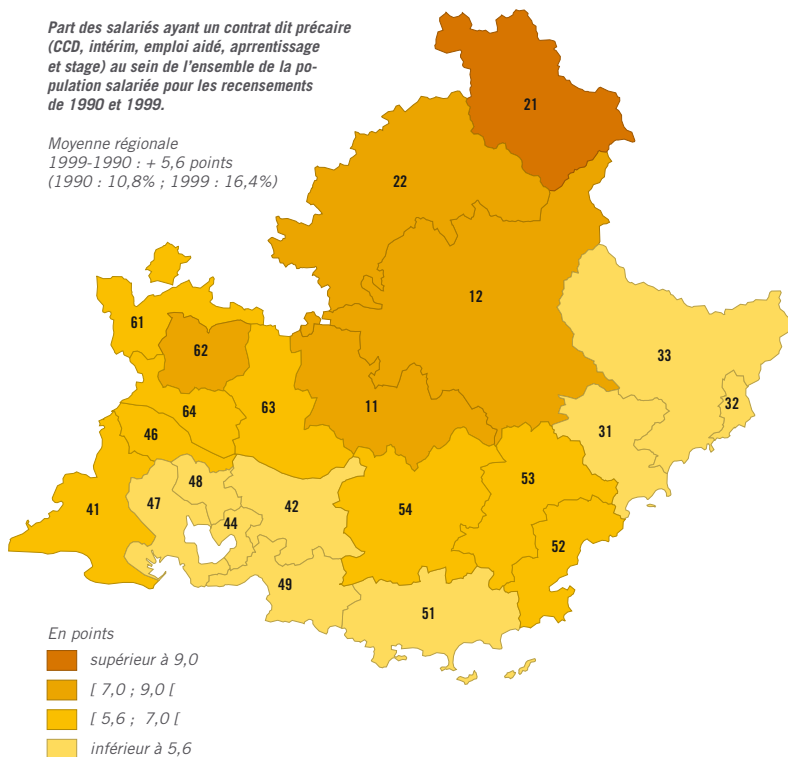 Part des salariés ayant un contrat dit précaire
(CCD, intérim, emploi aidé, aprrentissage
et stage) au sein de l'ensemble de la po-
pulation salariée pour les recensements
de 1990 et 1999.
Moyenne régionale
1999-1990 : + 5,6 points
(1990 : 10,8% ; 1999 : 16,4%)
21
22
12
61
33
62
32
63
11
64
31
46
53
48
47
42
41
54
44
52
49
51
En points
supérieur à 9,0
[ 7,0 ; 9,0 [
[ 5,6 ; 7,0 [
inférieur à 5,6